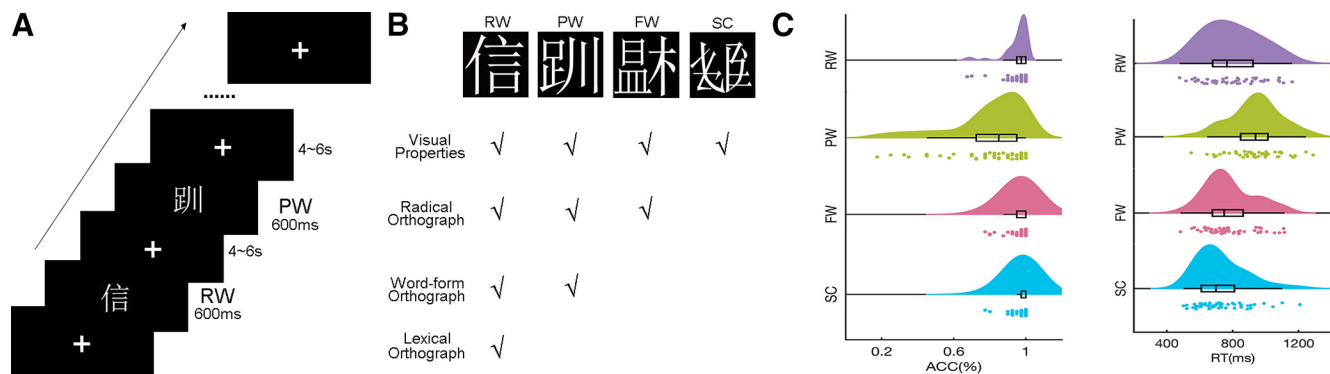 A
+
......
+
4~6s
跀
PW
600ms
+
4~6s
信
RW
600ms
+
B
RW PW FW SC
信
Visual
Properties
√ √ √ √
Radical
Orthograph
√ √ √
Word-form
Orthograph
√ √
Lexical
Orthograph
√
C
RW
PW
FW
SC
0.2 0.6 1
ACC(%)
RW
PW
FW
SC
400 800 1200
RT(ms)